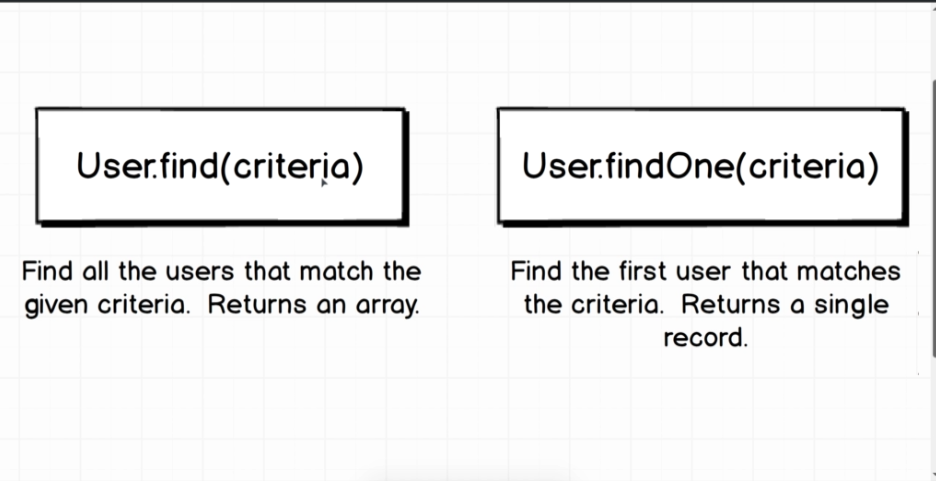 User.find(criteria)
Find all the users that match the
given criteria.  Returns an array.
User.findOne(criteria)
Find the first user that matches
the criteria.  Returns a single
record.